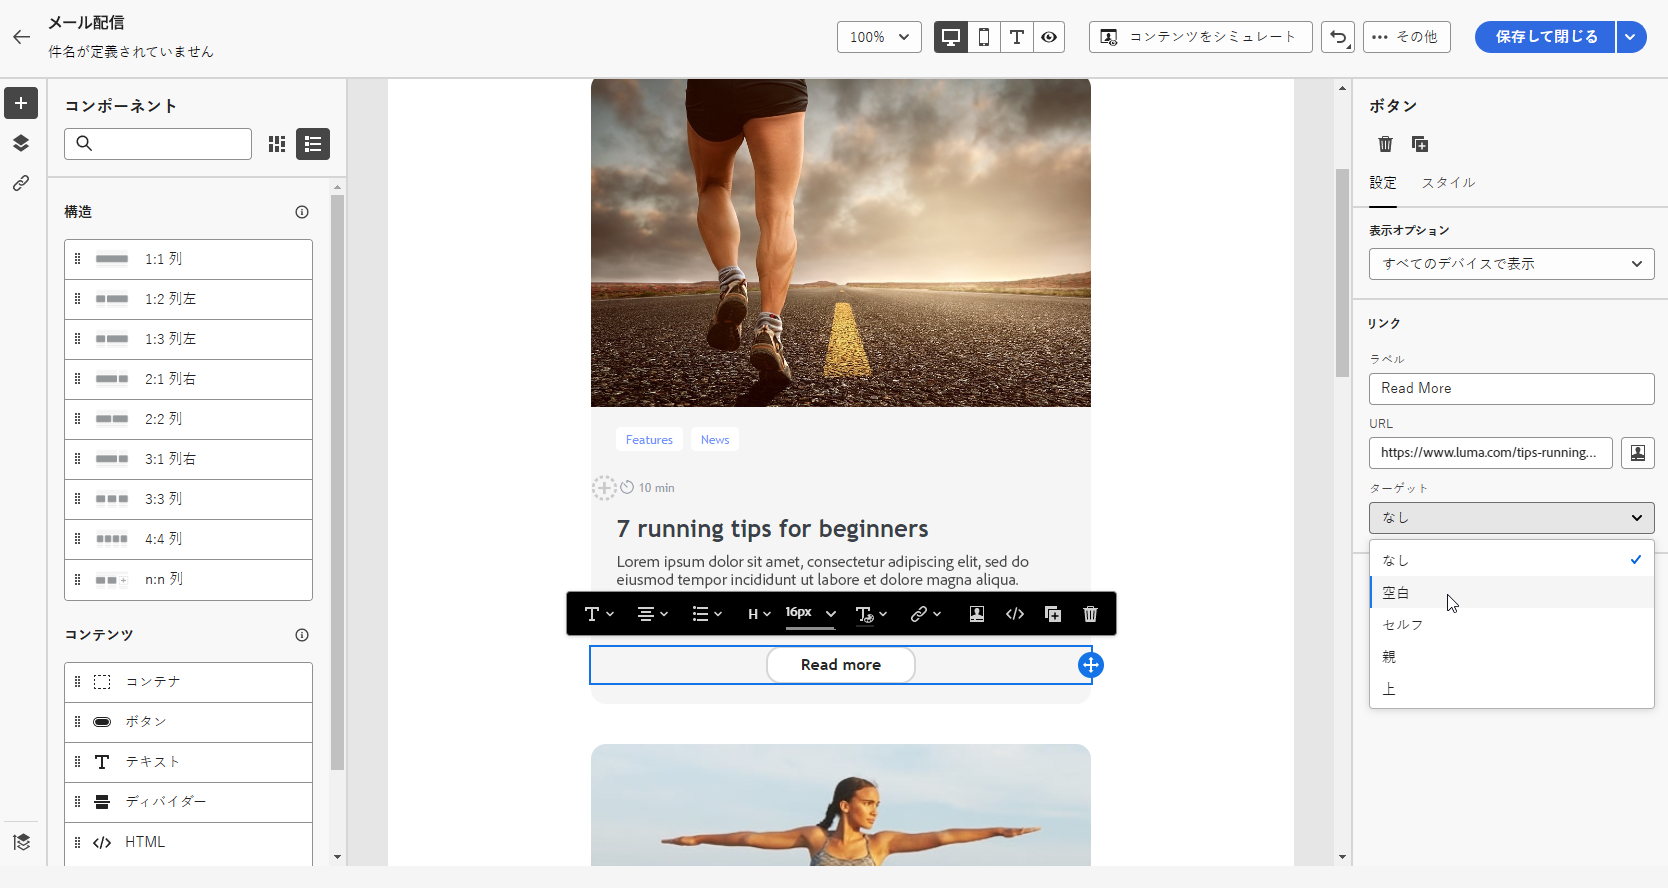 メール配信
件名が定義されていません
100%
コンテンツをシミュレート
その他
保存して閉じる
コンポーネント
構造
1:1 列
1:2 列左
1:3 列左
2:1 列右
2:2 列
3:1 列右
3:3 列
4:4 列
n:n 列
コンテンツ
コンテナ
ボタン
テキスト
ディバイダー
HTML
Features
News
10 min
7 running tips for beginners
Lorem ipsum dolor sit amet, consectetur adipiscing elit, sed do
eiusmod tempor incididunt ut labore et dolore magna aliqua.
H
16px
Read more
ボタン
設定
スタイル
表示オプション
すべてのデバイスで表示
リンク
ラベル
Read More
URL
https://www.luma.com/tips-running...
ターゲット
なし
なし
空白
セルフ
親
上